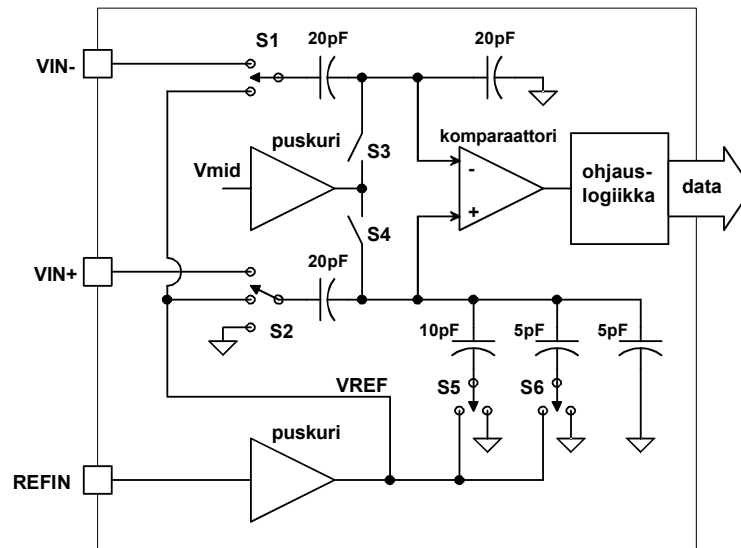 S1
20pF
20pF
VIN-
puskuri
S3
komparaattori
Vmid
-
+
ohjaus-
logiikka
data
S4
VIN+
20pF
S2
10pF
5pF
5pF
VREF
S5
S6
puskuri
REFIN